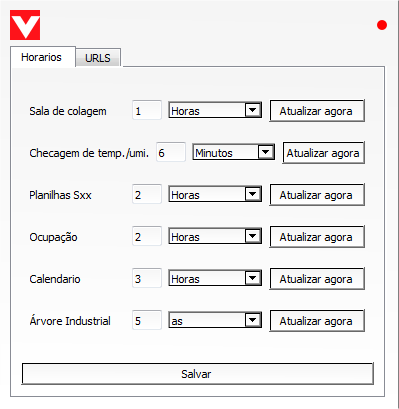 Horarios URLS
Sala de colagem 1 Horas Atualizar agora
Checagem de temp./umi. 6 Minutos Atualizar agora
Planilhas Sxx 2 Horas Atualizar agora
Ocupação 2 Horas Atualizar agora
Calendario 3 Horas Atualizar agora
Árvore Industrial 5 as Atualizar agora
Salvar